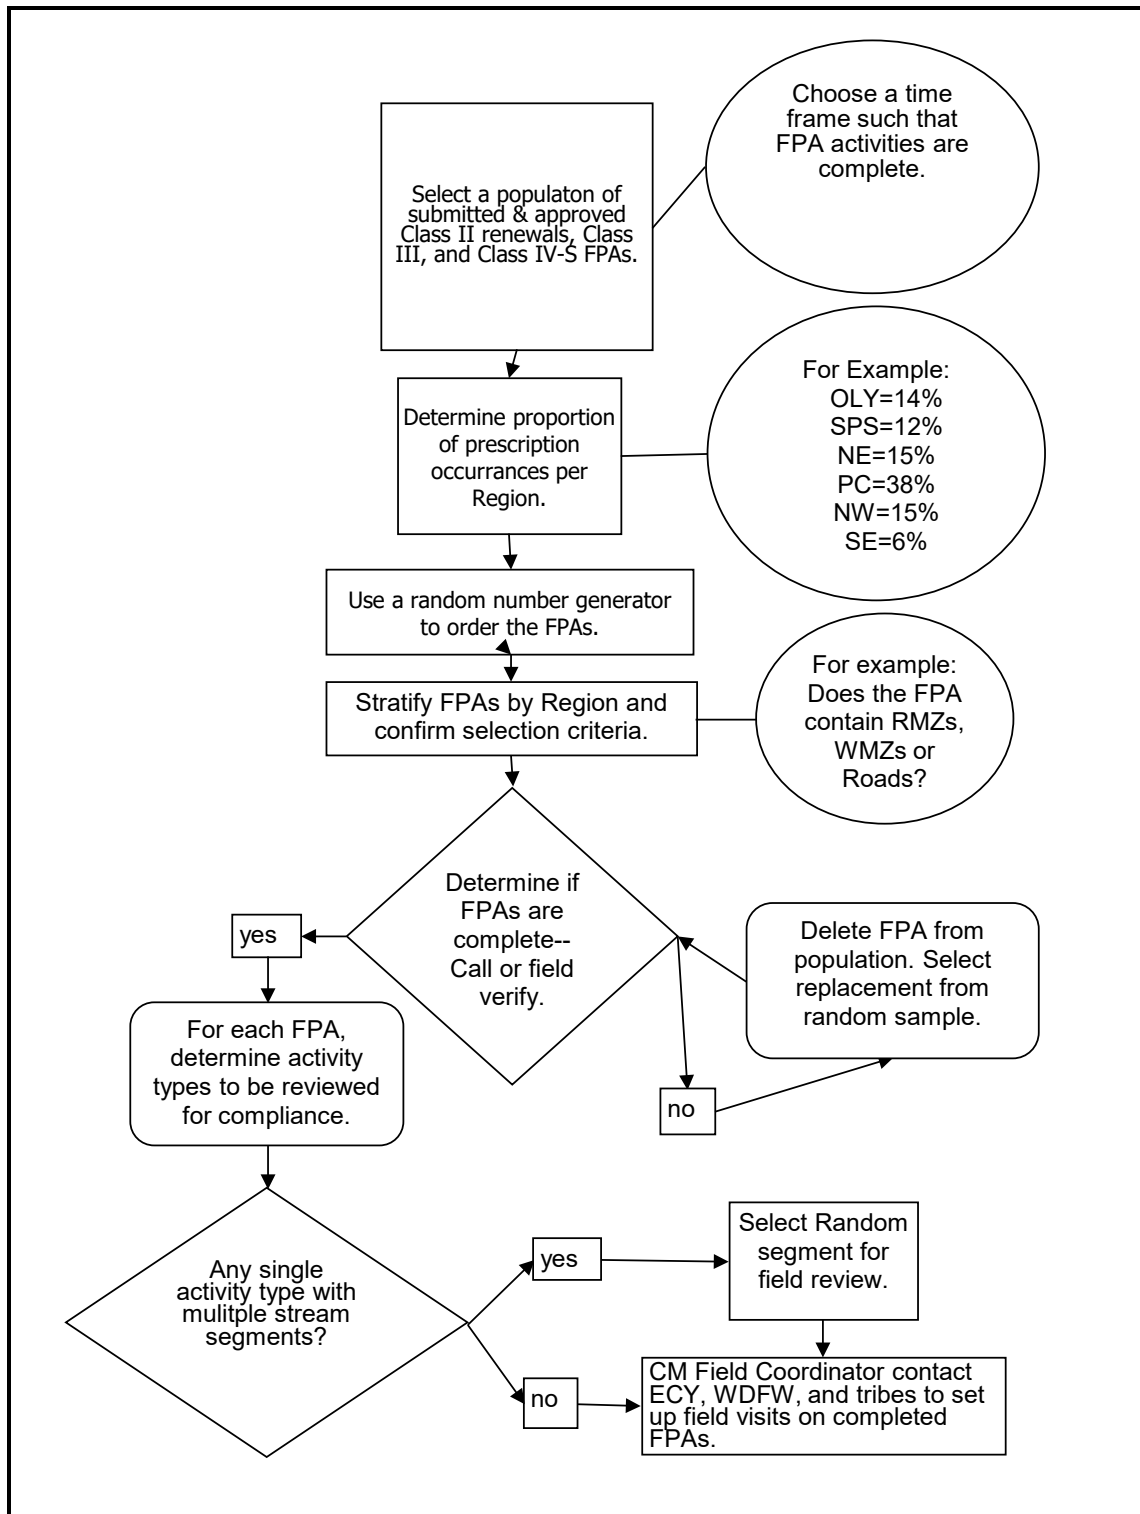 Choose a time
frame such that
FPA activities are
complete.
Select a populaton of
submitted & approved
Class II renewals, Class
III, and Class IV-S FPAs.
For Example:
OLY=14%
SPS=12%
NE=15%
PC=38%
NW=15%
SE=6%
Determine proportion
of prescription
occurrances per
Region.
Use a random number generator
to order the FPAs.
For example:
Does the FPA
contain RMZs,
WMZs or
Roads?
Stratify FPAs by Region and
confirm selection criteria.
Determine if
FPAs are
complete--
Call or field
verify.
yes
Delete FPA from
population. Select
replacement from
random sample.
no
For each FPA,
determine activity
types to be reviewed
for compliance.
Any single
activity type with
mulitple stream
segments?
yes
Select Random
segment for
field review.
no
CM Field Coordinator contact
ECY, WDFW, and tribes to set
up field visits on completed
FPAs.